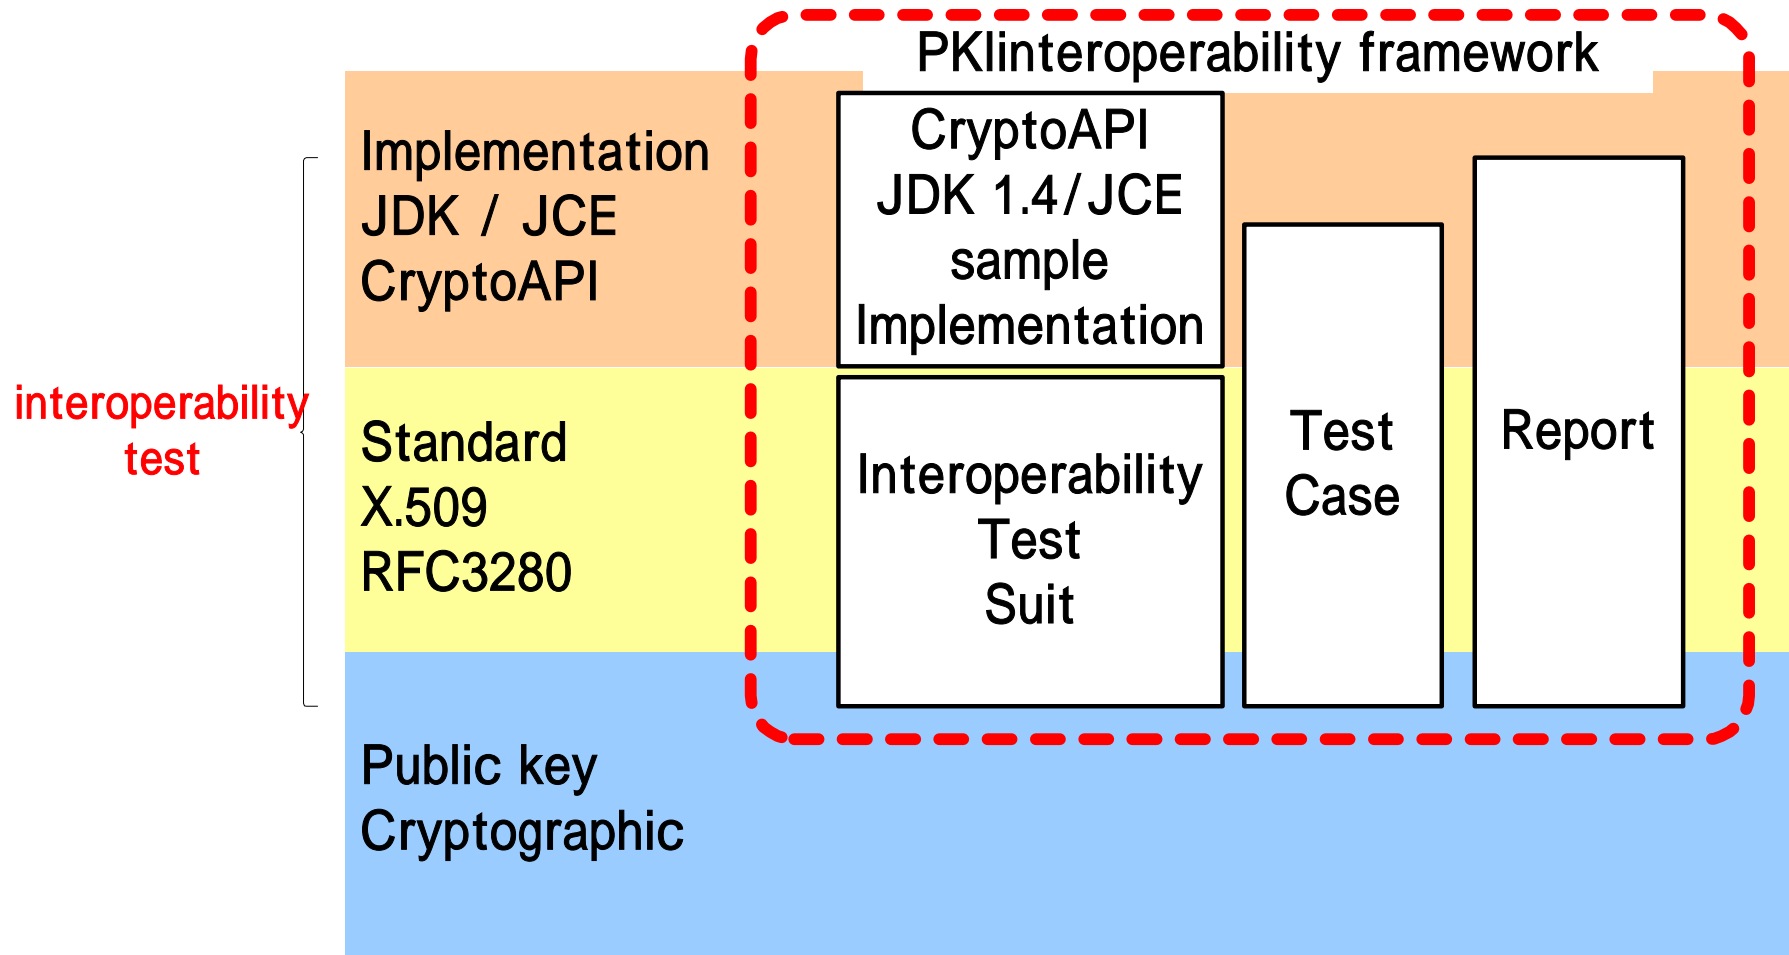 PKIinteroperability framework
Implementation
JDK / JCE
CryptoAPI
CryptoAPI
JDK 1.4/JCE
sample
Implementation
interoperability
test
Standard
X.509
RFC3280
Interoperability
Test
Suit
Test
Case
Report
Public key
Cryptographic